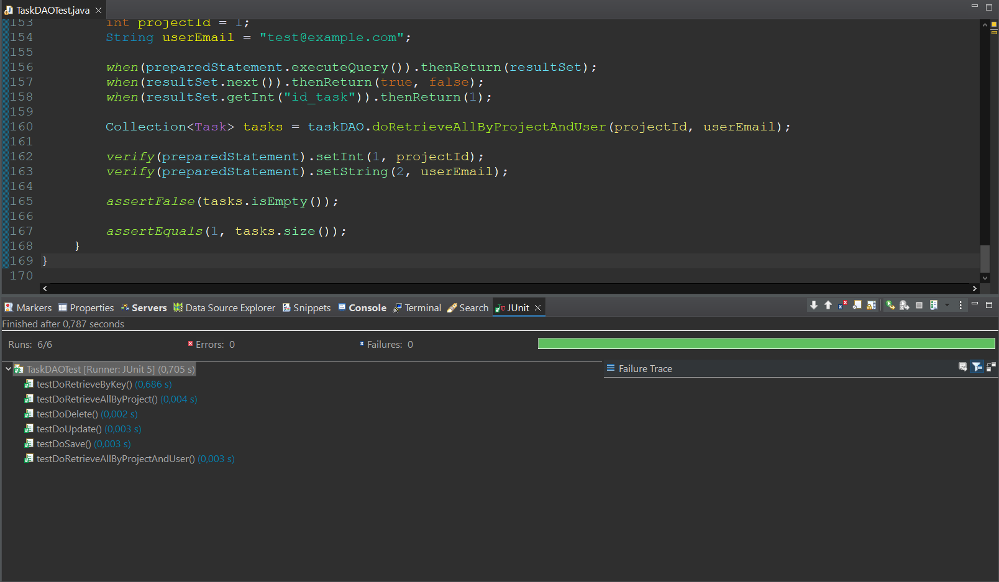 TaskDAOTest.java
153 int projectId = 1;
154 String userEmail = "test@example.com";
155
156 when(preparedStatement.executeQuery()).thenReturn(resultSet);
157 when(resultSet.next()).thenReturn(true, false);
158 when(resultSet.getInt("id_task")).thenReturn(1);
159
160 Collection<Task> tasks = taskDAO.doRetrieveAllByProjectAndUser(projectId, userEmail);
161
162 verify(preparedStatement).setInt(1, projectId);
163 verify(preparedStatement).setString(2, userEmail);
164
165 assertFalse(tasks.isEmpty());
166
167 assertEquals(1, tasks.size());
168 }
169 }
170
Markers Properties Servers Data Source Explorer Snippets Console Terminal Search JUnit
Finished after 0,787 seconds
Runs: 6/6 Errors: 0 Failures: 0
TaskDAOTest [Runner: JUnit 5] (0,705 s)
Failure Trace
testDoRetrieveByKey() (0,686 s)
testDoRetrieveAllByProject() (0,004 s)
testDoDelete() (0,002 s)
testDoUpdate() (0,003 s)
testDoSave() (0,003 s)
testDoRetrieveAllByProjectAndUser() (0,003 s)